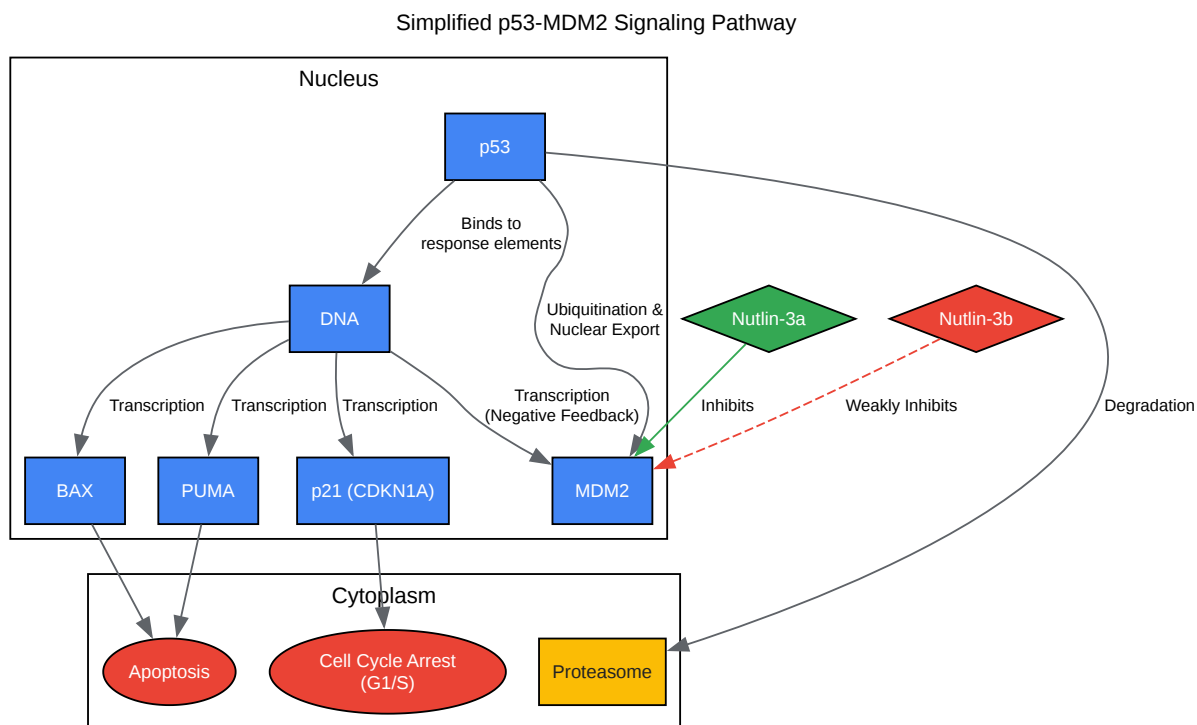 Simplified p53-MDM2 Signaling Pathway
Nucleus
p53
Binds to
response elements
DNA
Ubiquitination &
Nuclear Export
Nutlin-3a
Nutlin-3b
Transcription
Transcription
Transcription
Transcription
(Negative Feedback)
Inhibits
Weakly Inhibits
Degradation
BAX
PUMA
p21 (CDKN1A)
MDM2
Cytoplasm
Apoptosis
Cell Cycle Arrest
(G1/S)
Proteasome